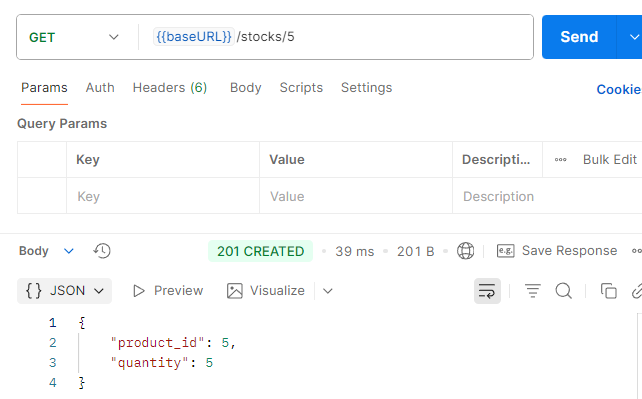 GET {{baseURL}}/stocks/5 Send
Params Auth Headers (6) Body Scripts Settings Cookie
Query Params
Key Value Descripti... Bulk Edit
Key Value Description
Body 201 CREATED 39 ms 201 B e.g. Save Response
{} JSON Preview Visualize
1 {
2 "product_id": 5,
3 "quantity": 5
4 }